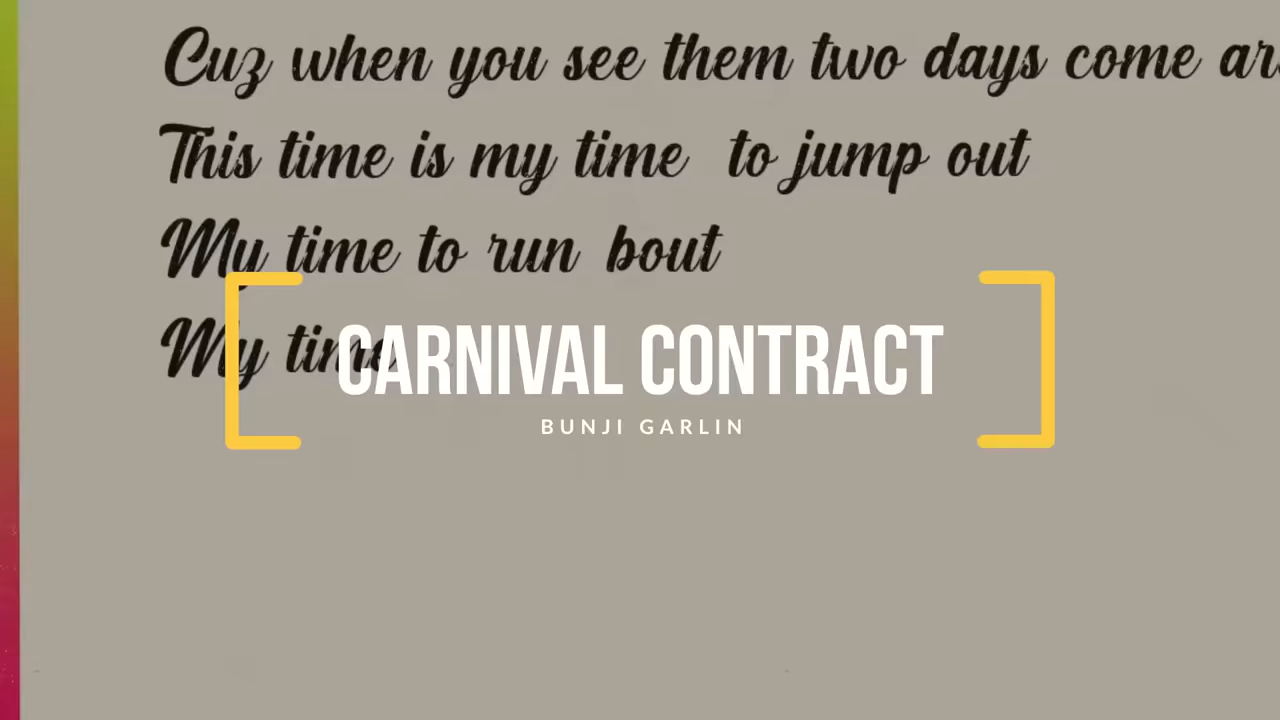 Cuz when you see them two days come
This time is my time to jump out
My time to run bout
My time
CARNIVAL CONTRACT
BUNJI GARLIN